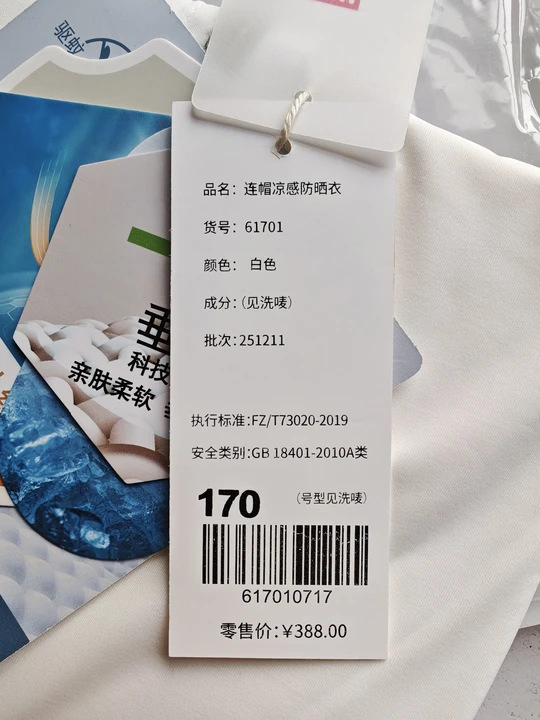 驱蚊
科技
亲肤柔软
品名：连帽凉感防晒衣
货号：61701
颜色： 白色
成分：(见洗唛)
批次：251211
执行标准：FZ/T73020-2019
安全类别：GB 18401-2010A类
170 (号型见洗唛)
617010717
零售价：¥388.00